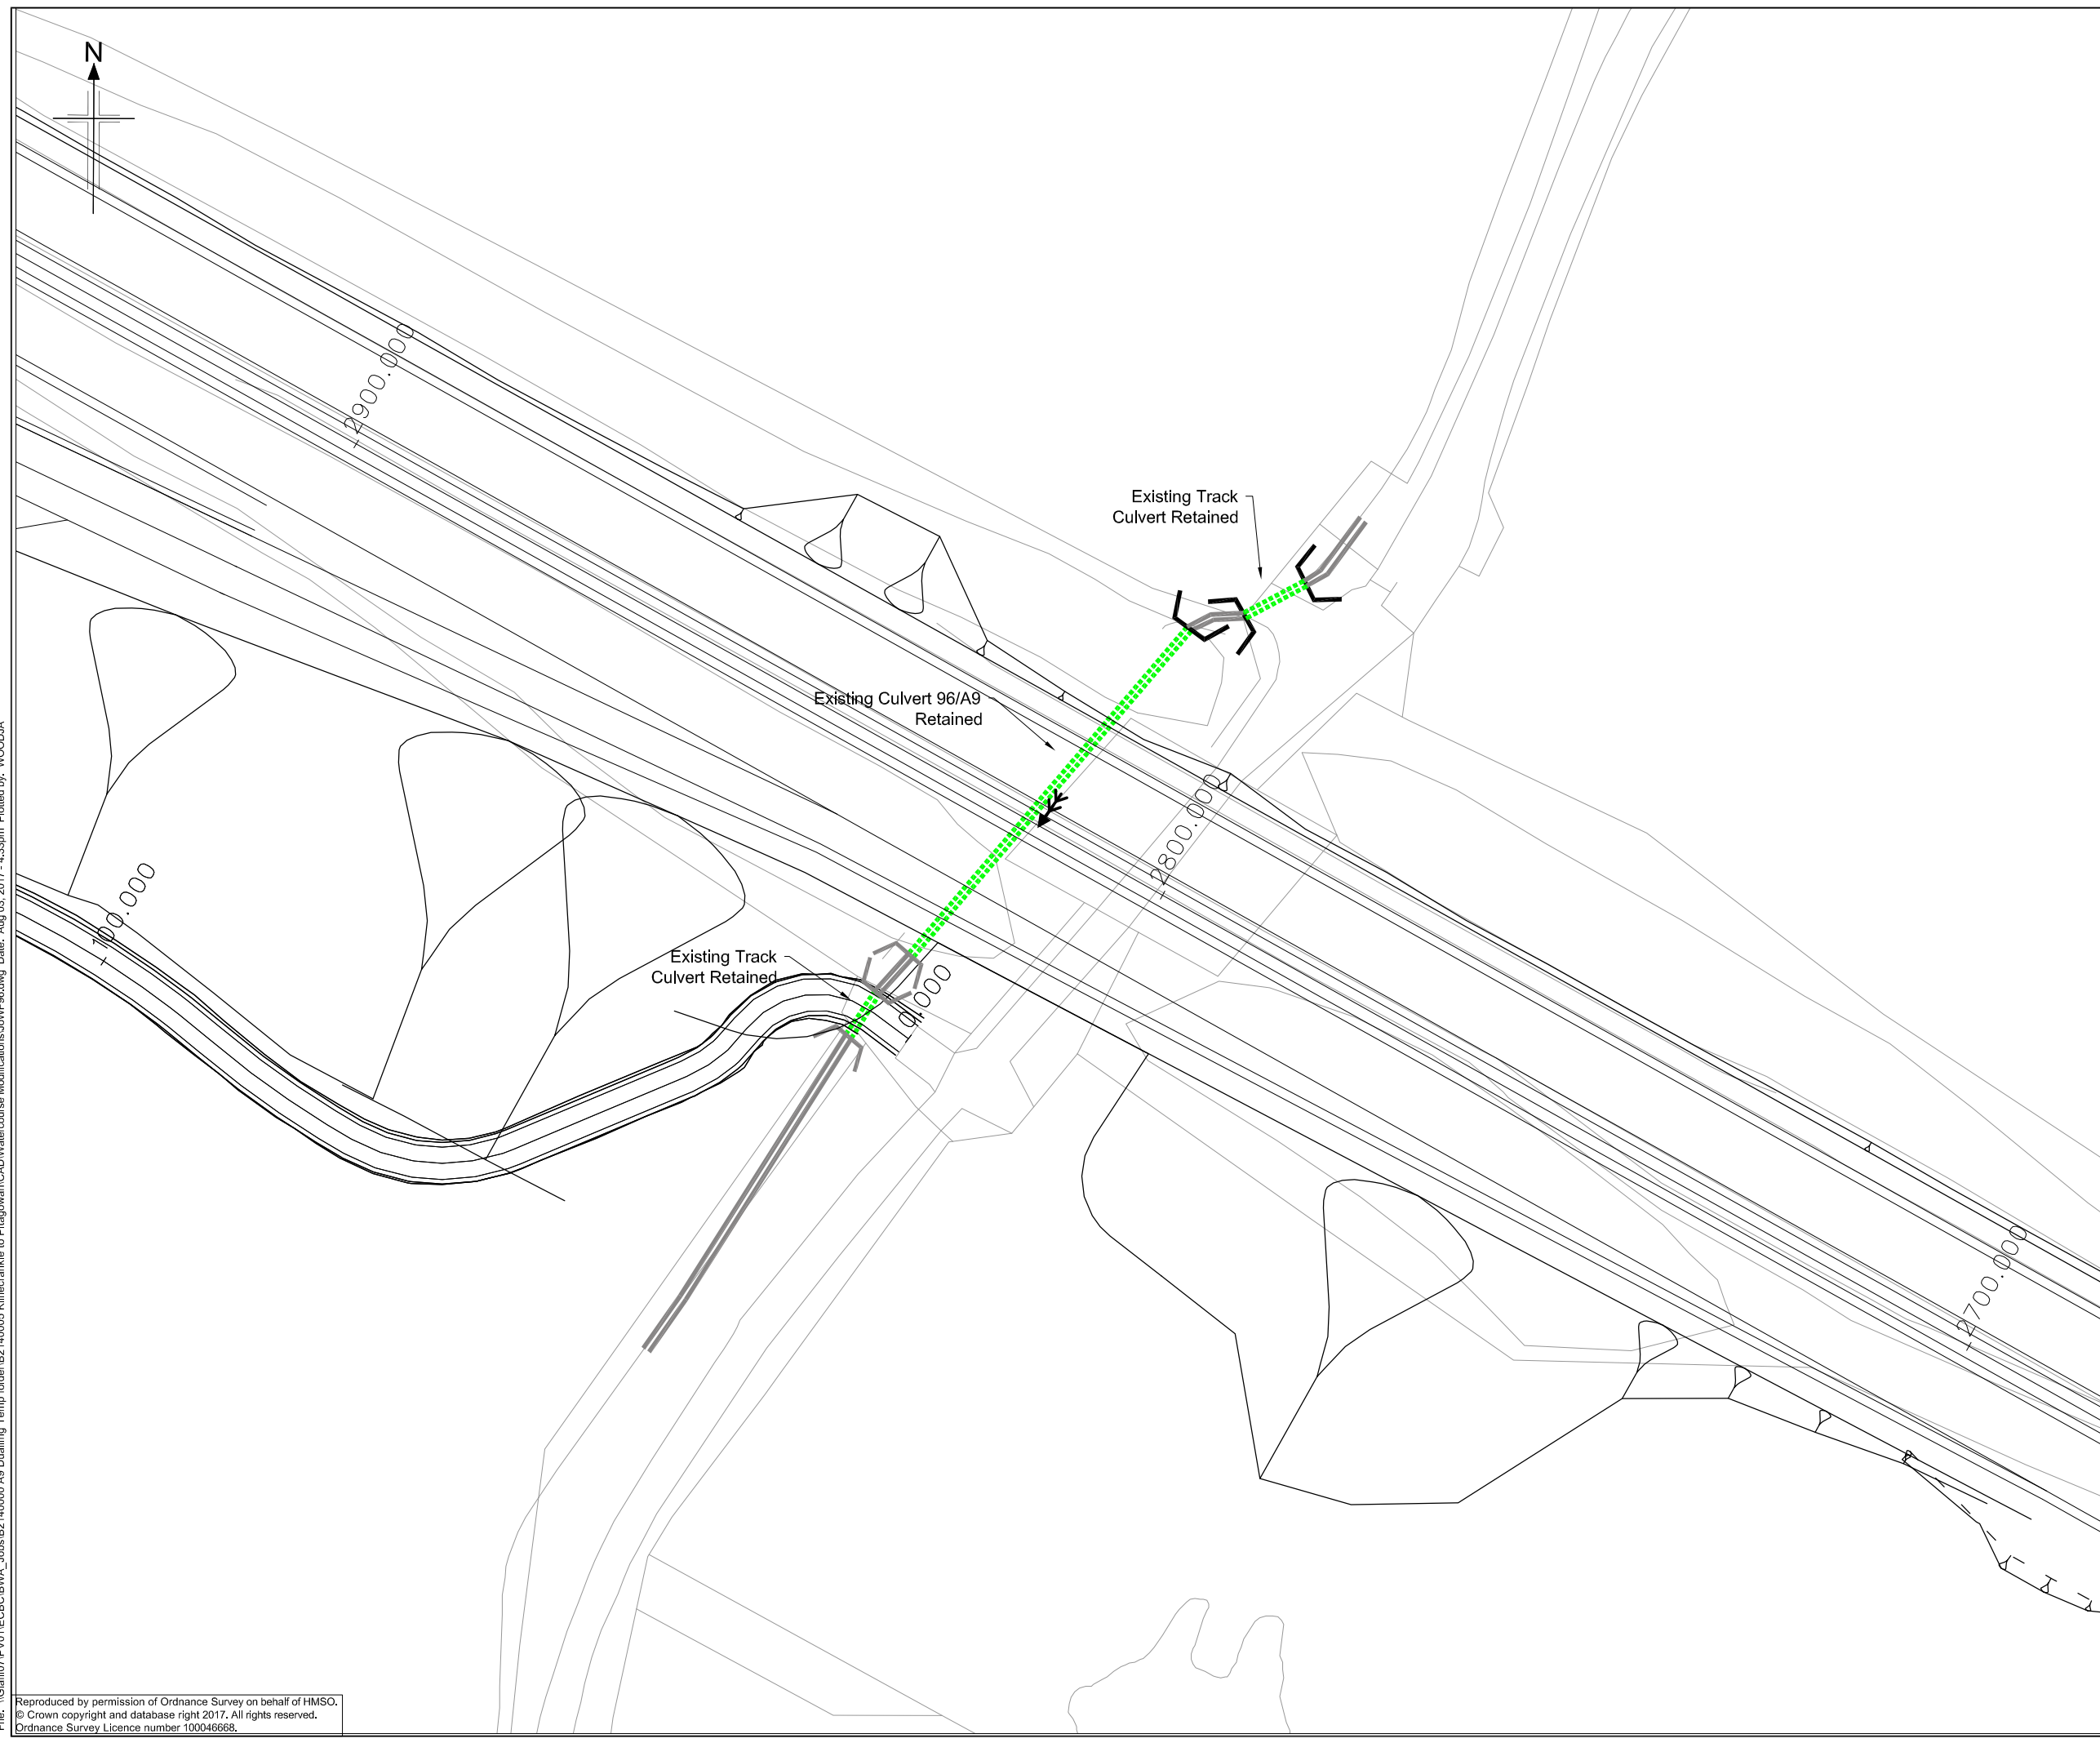 N
2900.000
Existing Track
Culvert Retained
Existing Culvert 96/A9
Retained
2800.000
100.000
Existing Track
Culvert Retained
0.000
2700.000
Reproduced by permission of Ordnance Survey on behalf of HMSO.
© Crown copyright and database right 2017. All rights reserved.
Ordnance Survey Licence number 100046668.